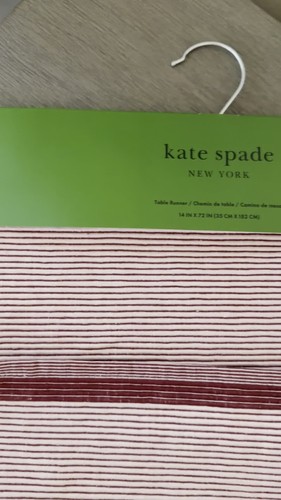 kate spade
NEW YORK
Table Runner / Chemin de table / Camino de mesa
14 IN X 72 IN (35 CM X 182 CM)